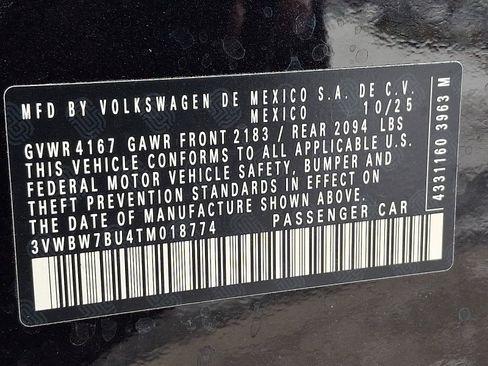 MFD BY VOLKSWAGEN DE MEXICO S.A. DE C.V.
MEXICO 10/25
GVWR 4167 GAWR FRONT 2183 / REAR 2094 LBS
THIS VEHICLE CONFORMS TO ALL APPLICABLE U.S.
FEDERAL MOTOR VEHICLE SAFETY, BUMPER AND
THEFT PREVENTION STANDARDS IN EFFECT ON
THE DATE OF MANUFACTURE SHOWN ABOVE.
3VWBW7BU4TM018774 PASSENGER CAR
4331160 3963 M